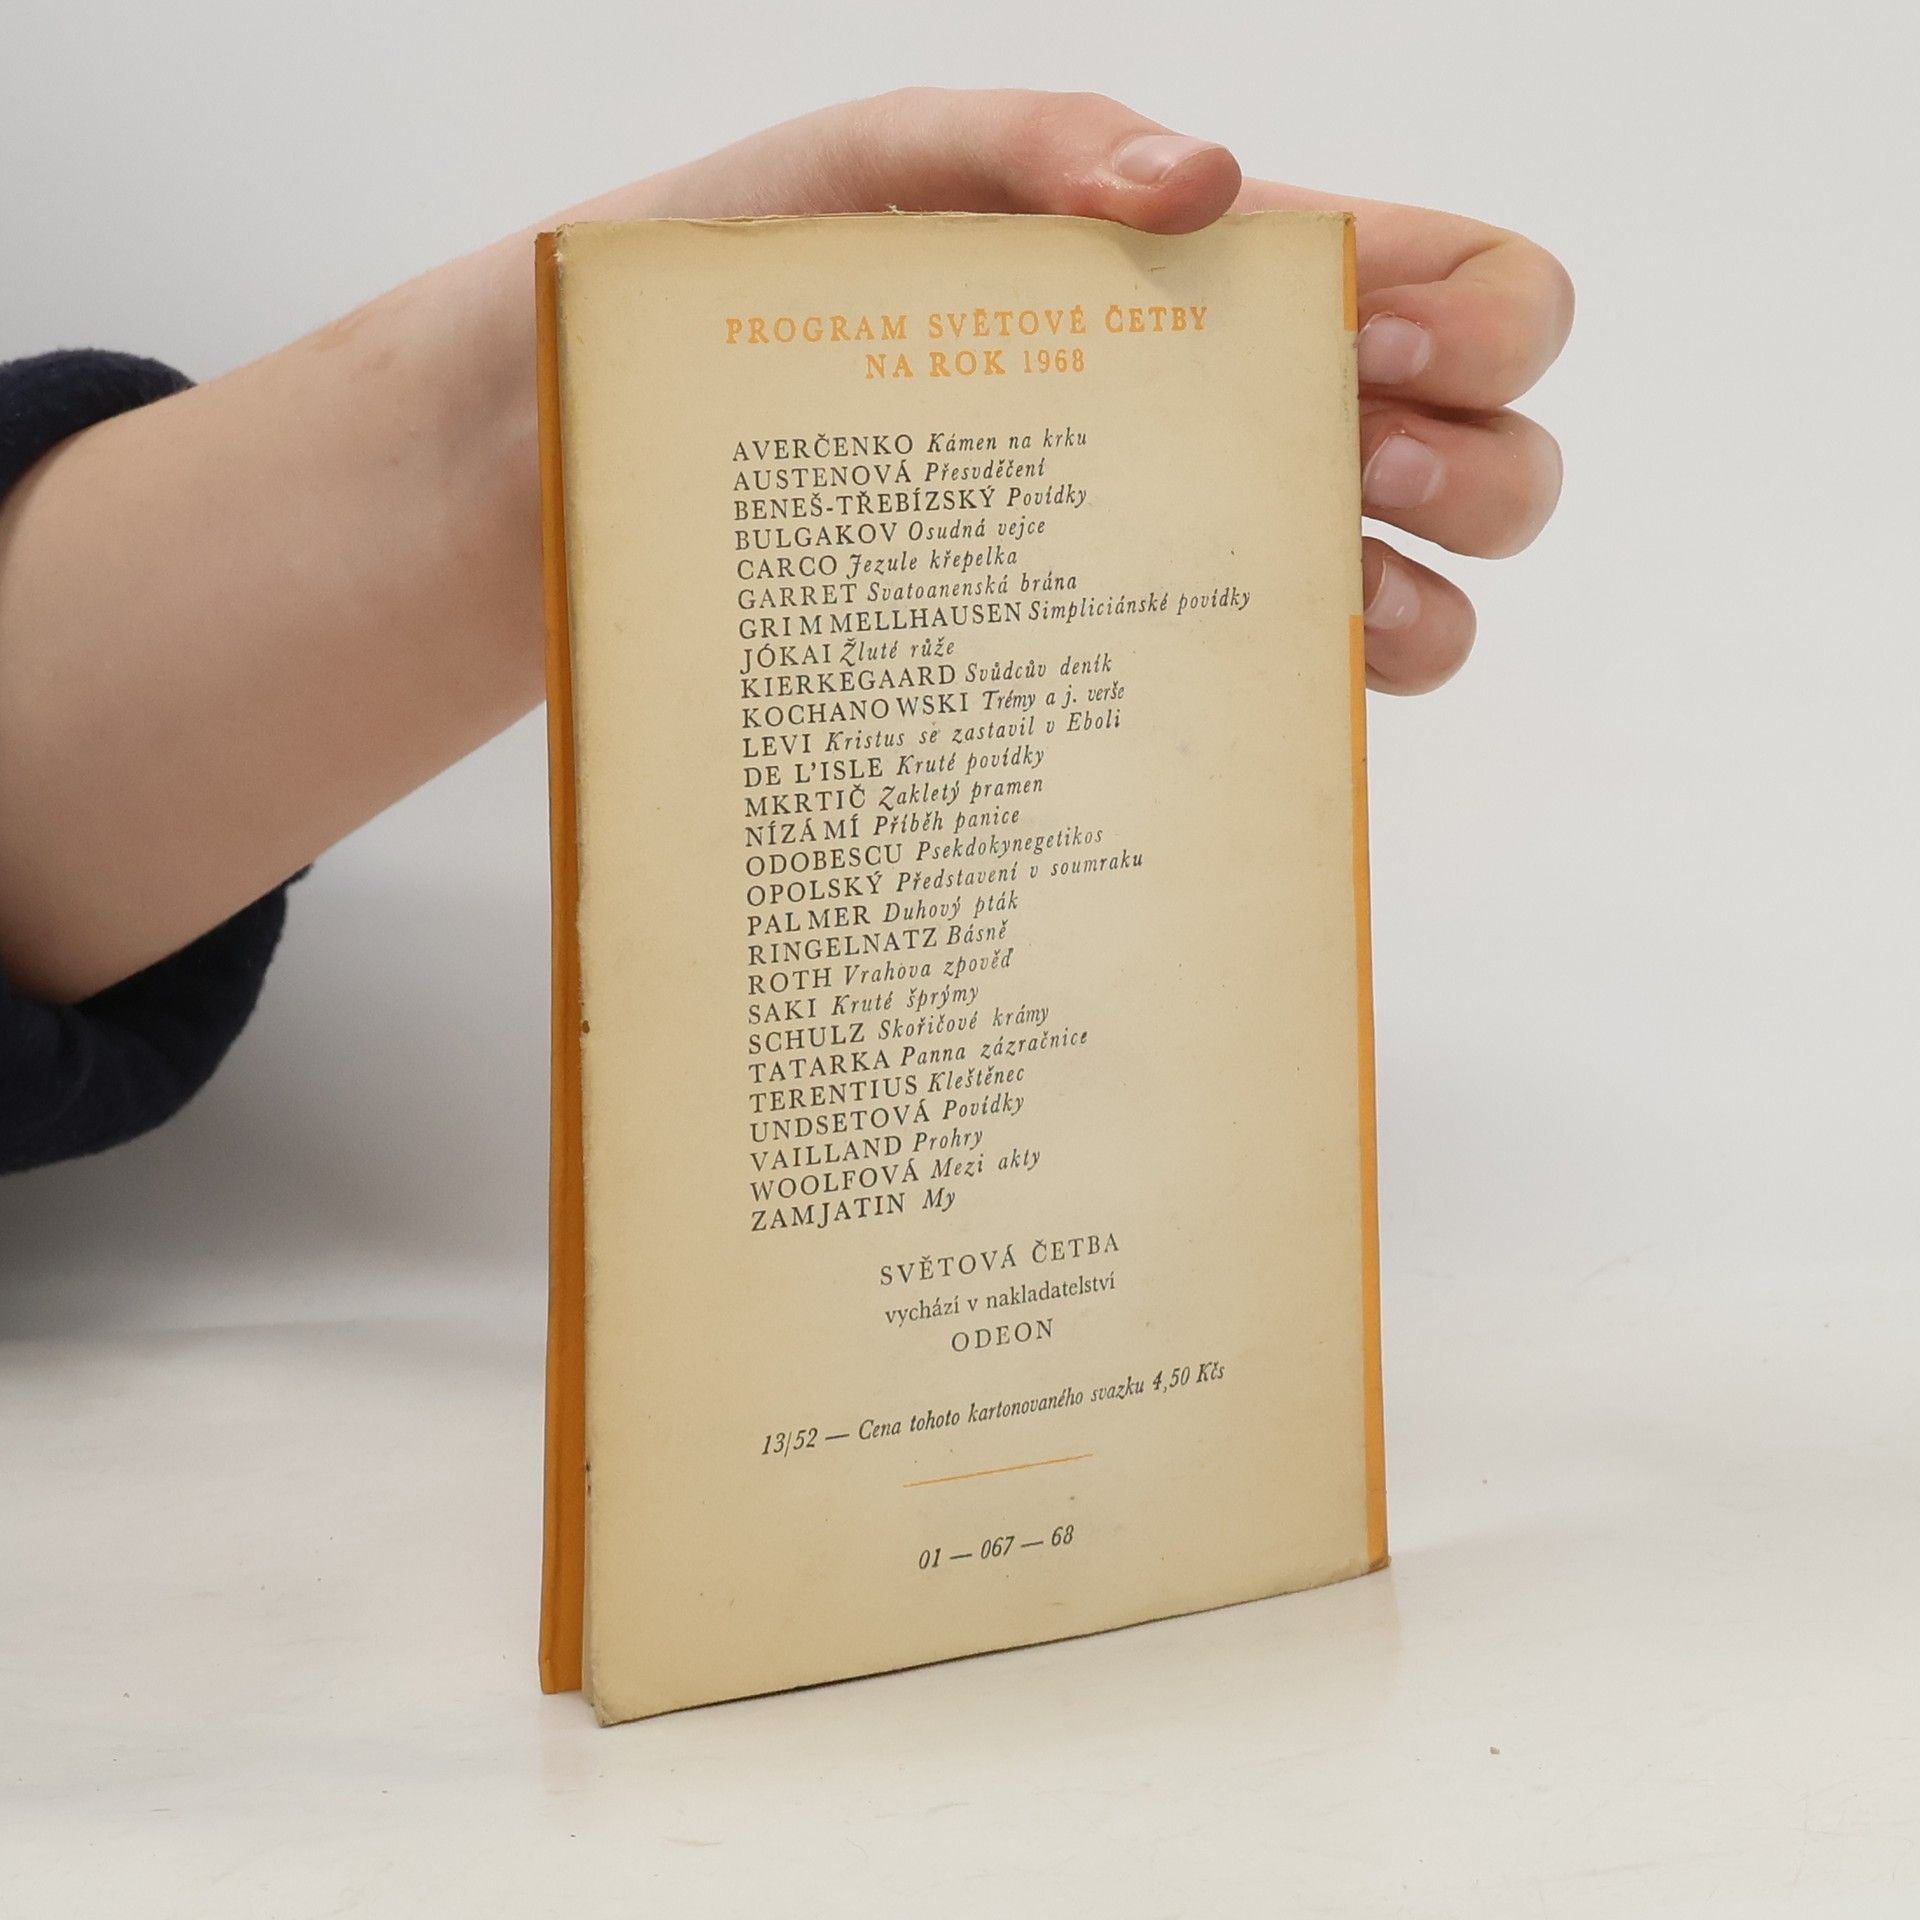 PROGRAM SVĚTOVÉ ČETBY
NA ROK 1968
AVERČENKO Kámen na krku
AUSTENOVÁ Přesvděčení
BENEŠ-TŘEBÍZSKÝ Povídky
BULGAKOV Osudná vejce
CARCO Jezule křepelka
GARRET Svatoanenská brána
GRIMMELLHAUSEN Simpliciánské povídky
JÓKAI Žluté růže
KIERKEGAARD Svůdcův deník
KOCHANOWSKI Trémy a j. verše
LEVI Kristus se zastavil v Eboli
DE L'ISLE Kruté povídky
MKRTIČ Zakletý pramen
NÍZÁMÍ Příběh panice
ODOBESCU Psekdokynegetikos
OPOLSKÝ Představení v soumraku
PALMER Duhový pták
RINGELNATZ Básně
ROTH Vrahova zpověď
SAKI Kruté šprýmy
SCHULZ Skořičové krámy
TATARKA Panna zázračnice
TERENTIUS Kleštěnec
UNDSETOVÁ Povídky
VAILLAND Prohry
WOOLFOVÁ Mezi akty
ZAMJATIN My
SVĚTOVÁ ČETBA
vychází v nakladatelství
ODEON
13/52 — Cena tohoto kartonovaného svazku 4,50 Kčs
01 — 067 — 68